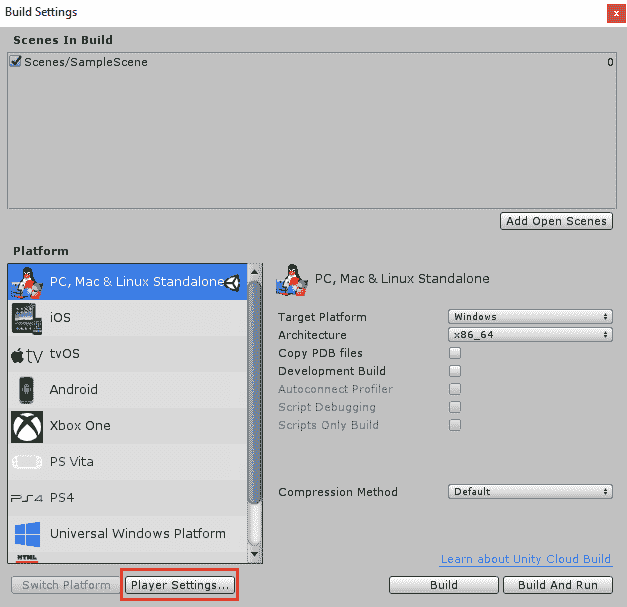 Build Settings
x
Scenes In Build
Scenes/SampleScene 0
Add Open Scenes
Platform
PC, Mac & Linux Standalone
iOS
tv tvOS
Android
Xbox One
PS Vita
PS4 PS4
Universal Windows Platform
HTML
PC, Mac & Linux Standalone
Target Platform Windows
Architecture x86_64
Copy PDB files
Development Build
Autoconnect Profiler
Script Debugging
Scripts Only Build
Compression Method Default
Learn about Unity Cloud Build
Switch Platform Player Settings... Build Build And Run